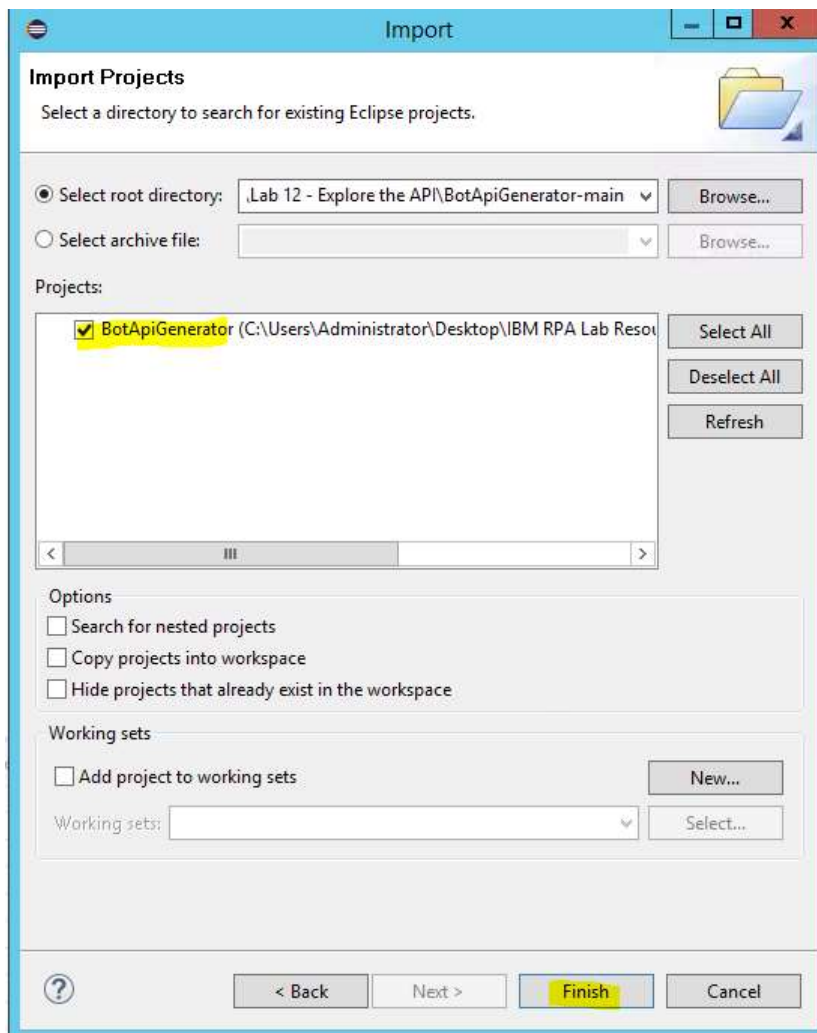 Import
Import Projects
Select a directory to search for existing Eclipse projects.
Select root directory: .Lab 12 - Explore the API\BotApiGenerator-main Browse...
Select archive file: Browse...
Projects:
BotApiGenerator (C:\Users\Administrator\Desktop\IBM RPA Lab Resou
Select All
Deselect All
Refresh
Options
Search for nested projects
Copy projects into workspace
Hide projects that already exist in the workspace
Working sets
Add project to working sets New...
Working sets: Select...
? < Back Next > Finish Cancel